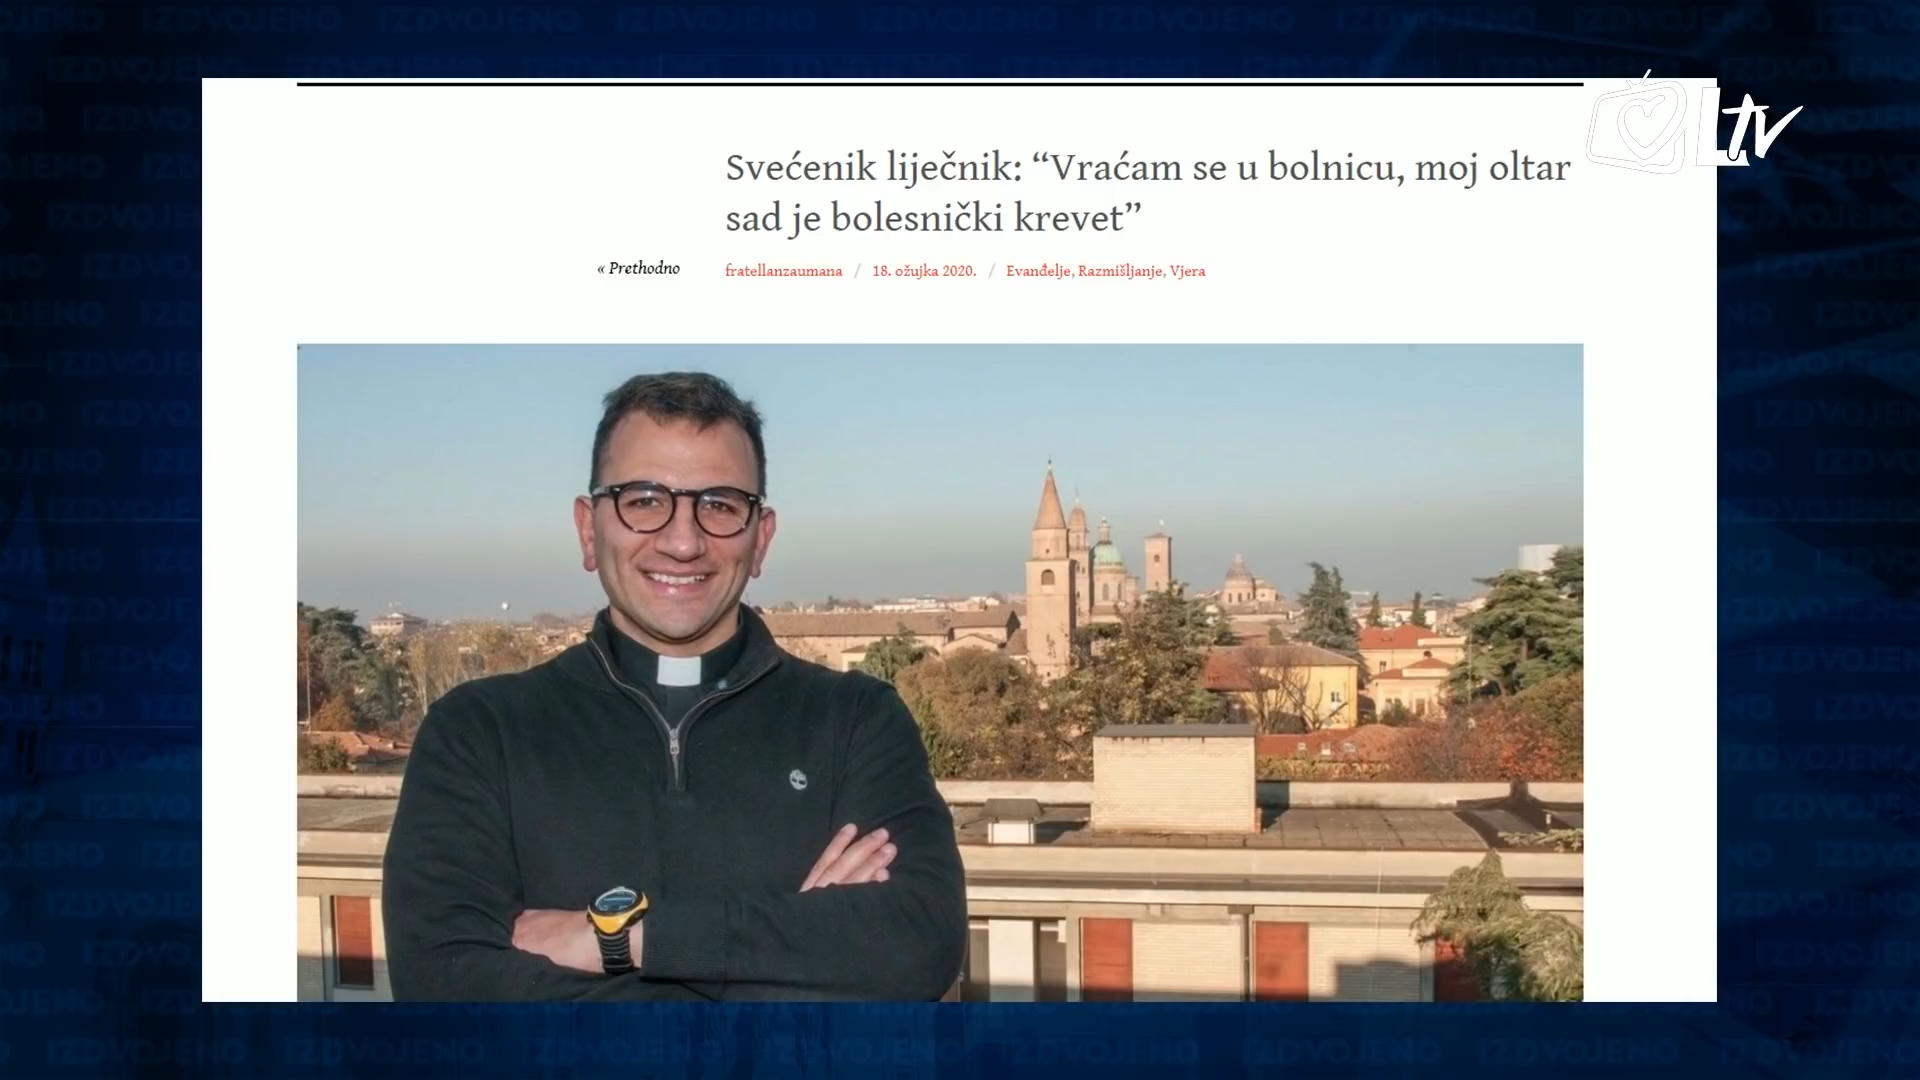 IZDVOJENO
Ltv
Svećenik liječnik: “Vraćam se u bolnicu, moj oltar
sad je bolesnički krevet”
« Prethodno
fratellanzaumana / 18. ožujka 2020. / Evanđelje, Razmišljanje, Vjera